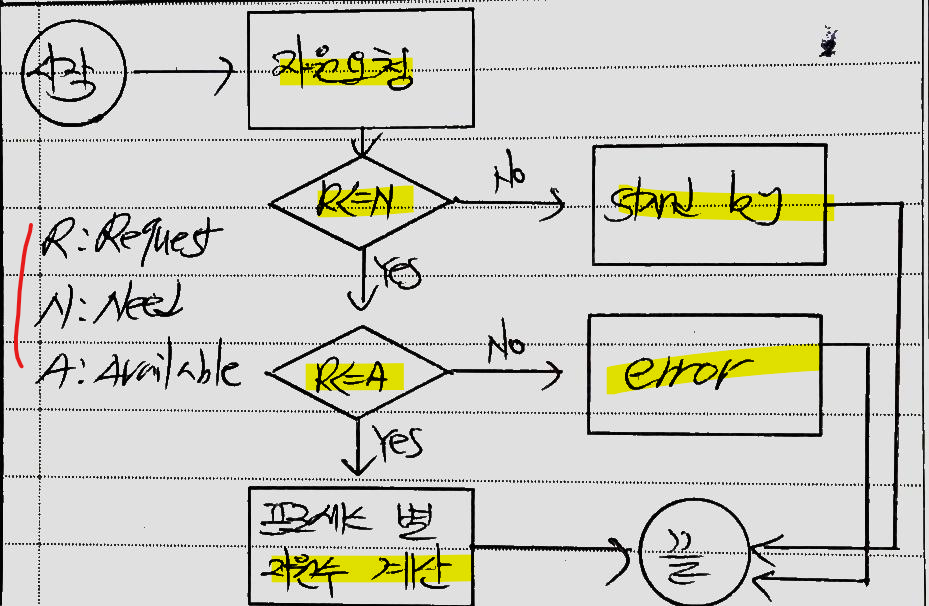 시작
자원요청
R<=N
No
stand by
R: Request
Yes
N: Need
A: Available
R<=A
No
error
Yes
프로세스 별
자원수 계산
끝